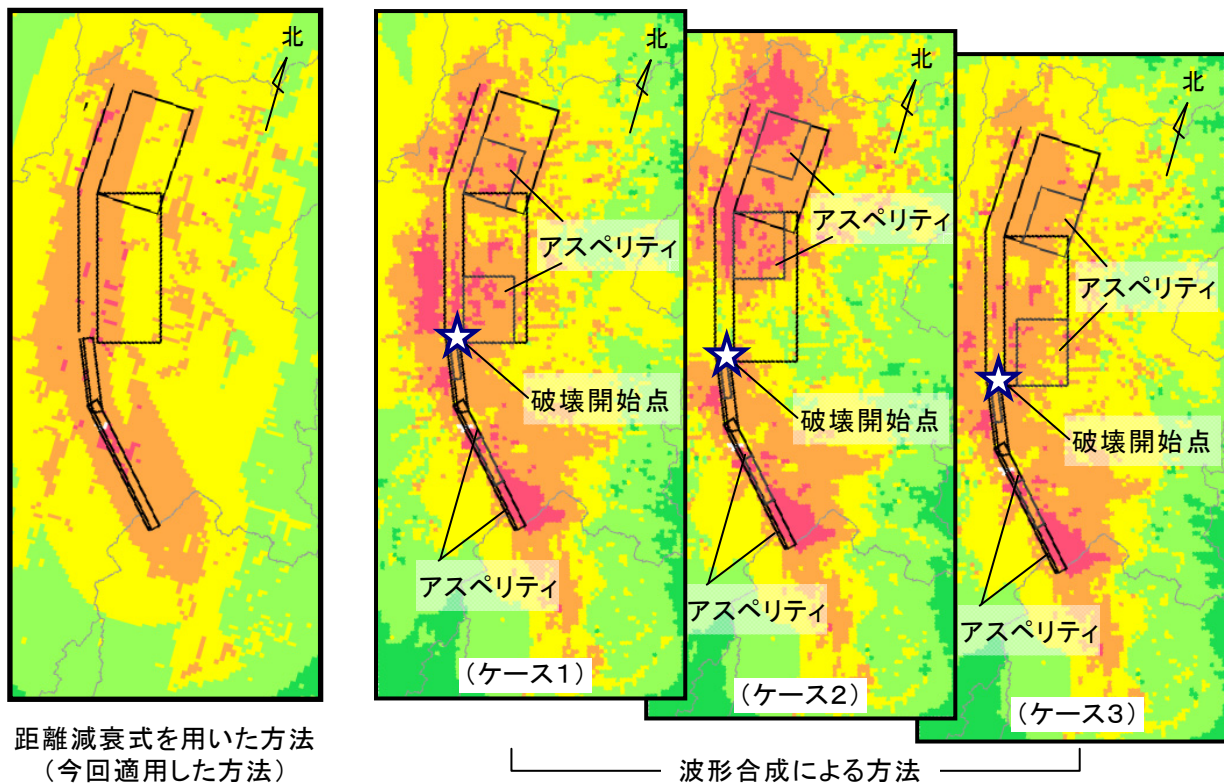 北
北
北
アスペリティ
破壊開始点
アスペリティ
(ケース1)
アスペリティ
破壊開始点
アスペリティ
(ケース2)
アスペリティ
破壊開始点
アスペリティ
(ケース3)
距離減衰式を用いた方法
(今回適用した方法)
波形合成による方法
北